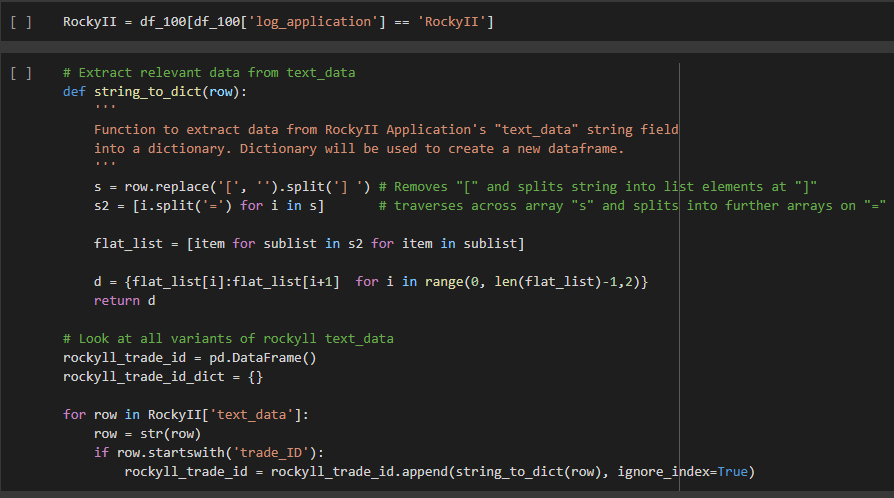 [ ] RockyII = df_100[df_100['log_application'] == 'RockyII']
[ ] # Extract relevant data from text_data
def string_to_dict(row):
    '''
    Function to extract data from RockyII Application's "text_data" string field
    into a dictionary. Dictionary will be used to create a new dataframe.
    '''
    s = row.replace('[', '').split('] ') # Removes "[" and splits string into list elements at "]"
    s2 = [i.split('=') for i in s]       # traverses across array "s" and splits into further arrays on "="
    flat_list = [item for sublist in s2 for item in sublist]
    d = {flat_list[i]:flat_list[i+1]  for i in range(0, len(flat_list)-1,2)}
    return d
# Look at all variants of rockyll text_data
rockyll_trade_id = pd.DataFrame()
rockyll_trade_id_dict = {}
for row in RockyII['text_data']:
    row = str(row)
    if row.startswith('trade_ID'):
        rockyll_trade_id = rockyll_trade_id.append(string_to_dict(row), ignore_index=True)